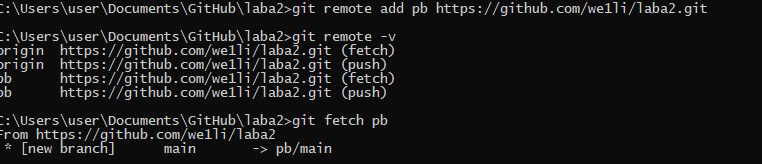 C:\Users\user\Documents\GitHub\laba2>git remote add pb https://github.com/we1li/laba2.git
C:\Users\user\Documents\GitHub\laba2>git remote -v
origin https://github.com/we1li/laba2.git (fetch)
origin https://github.com/we1li/laba2.git (push)
pb https://github.com/we1li/laba2.git (fetch)
pb https://github.com/we1li/laba2.git (push)
C:\Users\user\Documents\GitHub\laba2>git fetch pb
From https://github.com/we1li/laba2
* [new branch] main -> pb/main